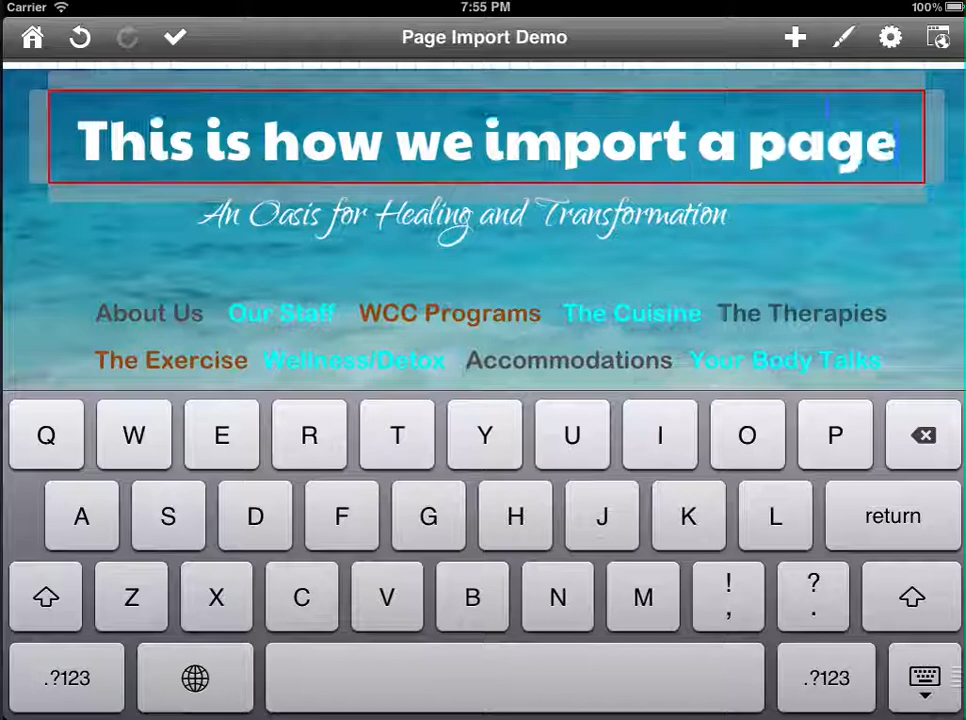 Carrier 7:55 PM 100%
Page Import Demo
This is how we import a page
An Oasis for Healing and Transformation
About Us Our Staff WCC Programs The Cuisine The Therapies
The Exercise Wellness/Detox Accommodations Your Body Talks
Q W E R T Y U I O P
A S D F G H J K L return
Z X C V B N M ! , ? .
.?123 .?123